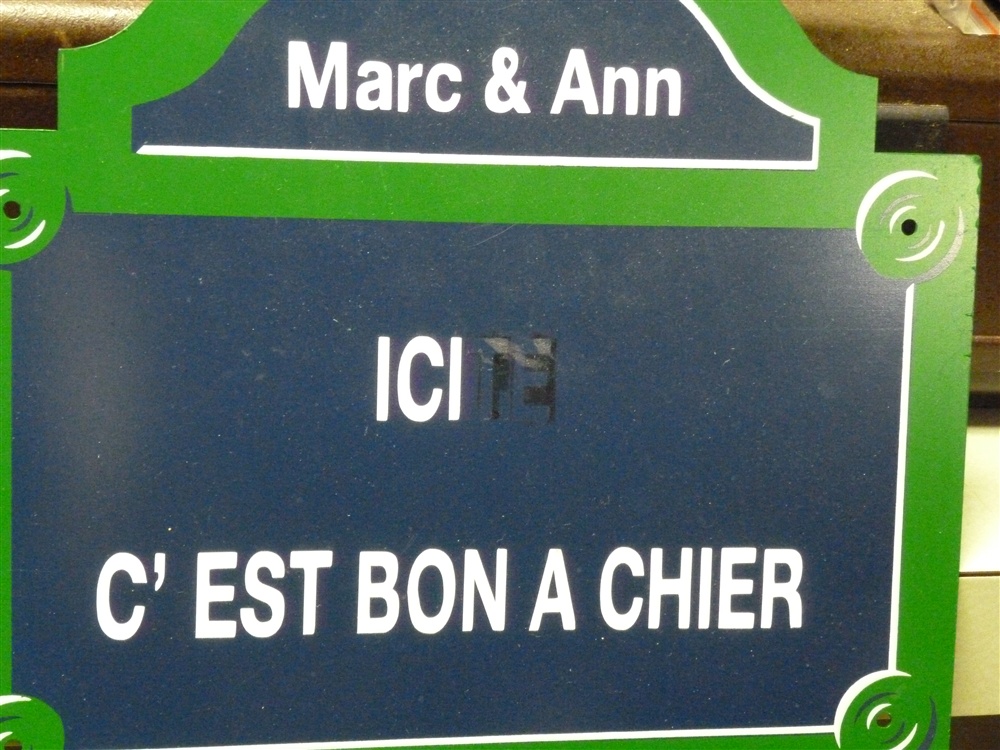 Marc & Ann
ICI
C' EST BON A CHIER